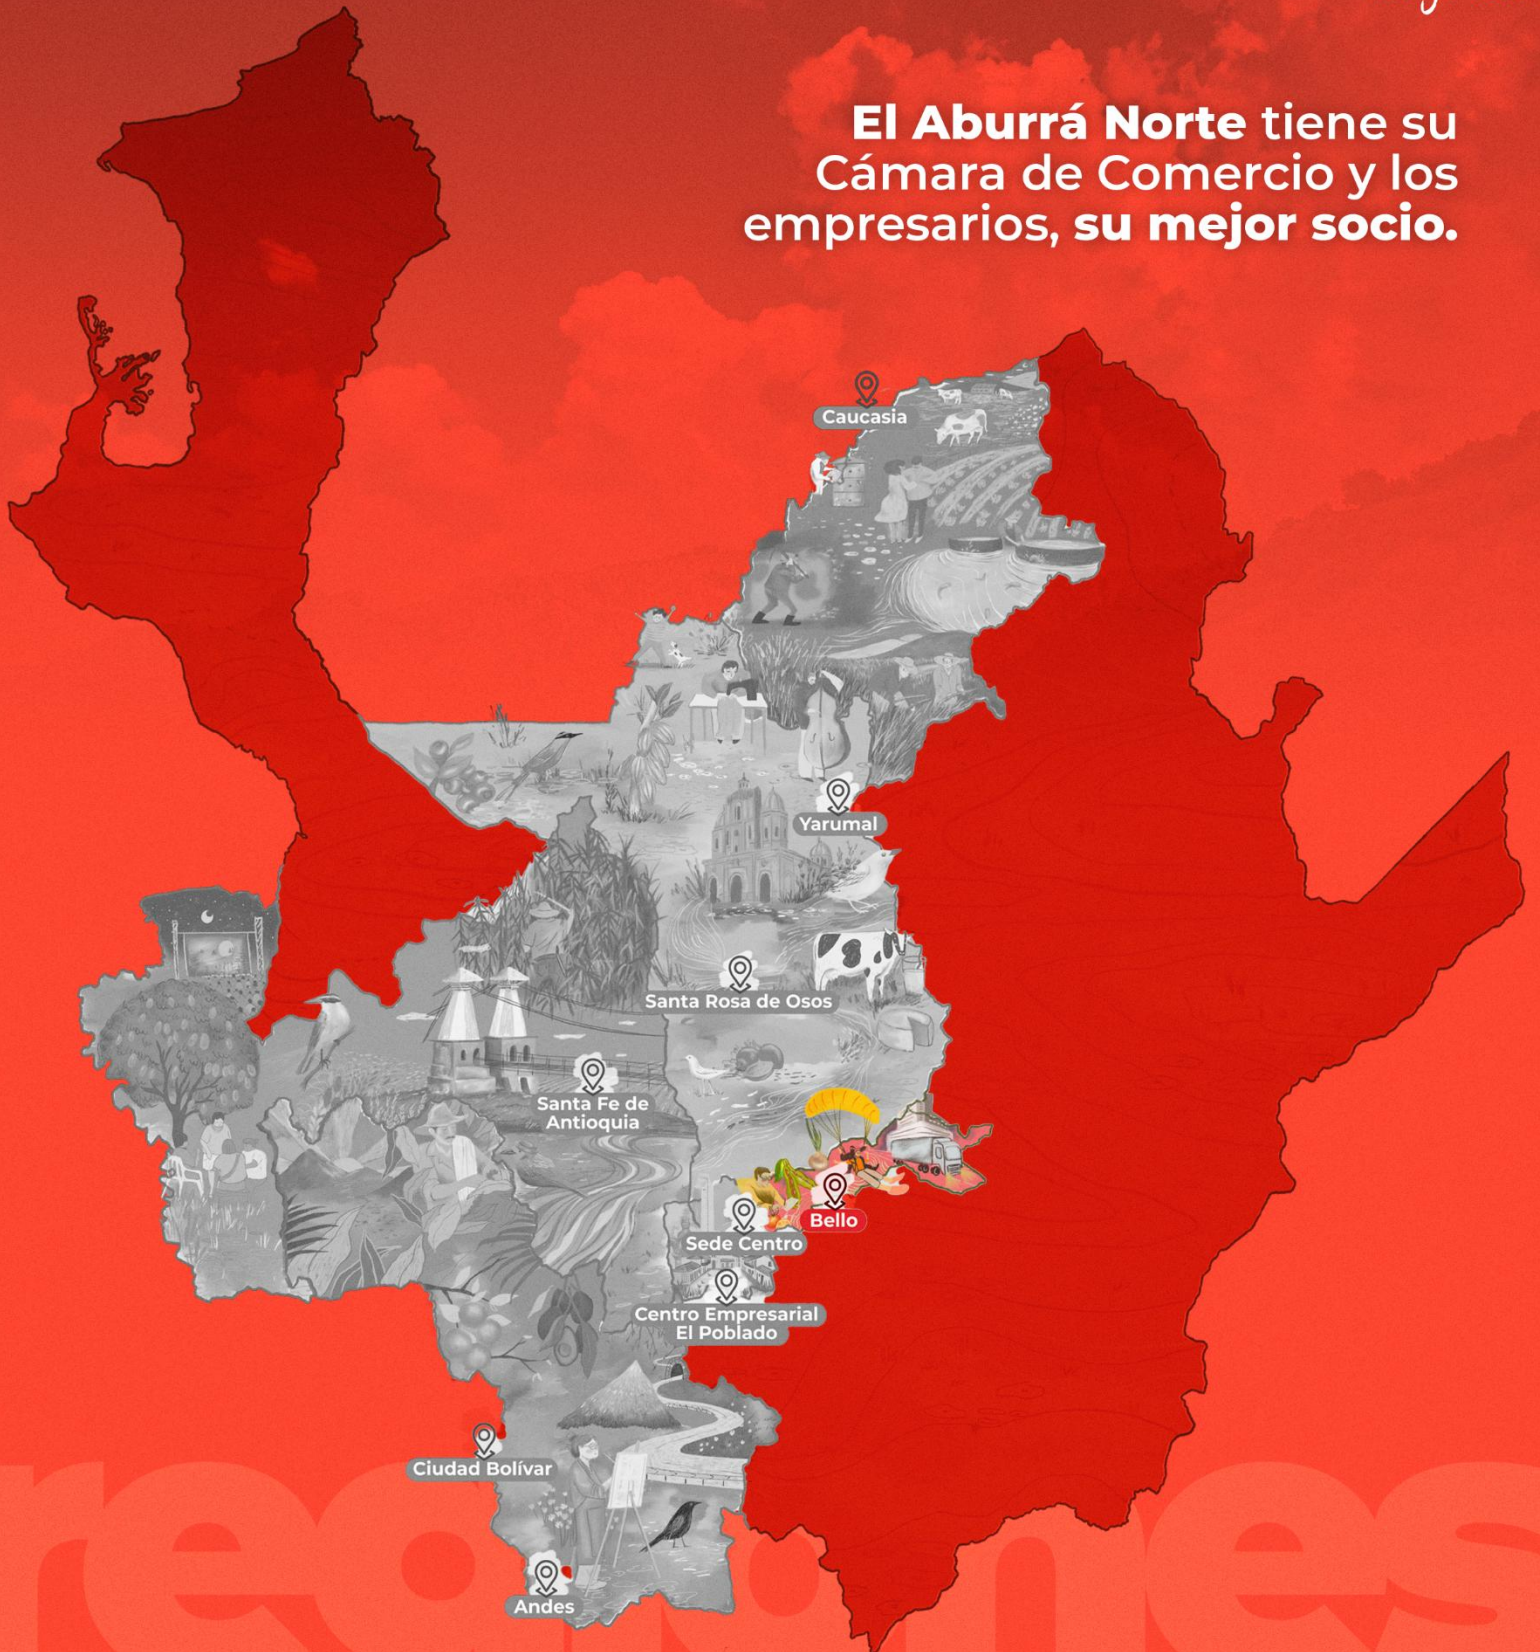 El Aburrá Norte tiene su
Cámara de Comercio y los
empresarios, su mejor socio.
Caucasia
Yarumal
Santa Rosa de Osos
Santa Fe de
Antioquia
Bello
Sede Centro
Centro Empresarial
El Poblado
Ciudad Bolívar
Andes
regiones